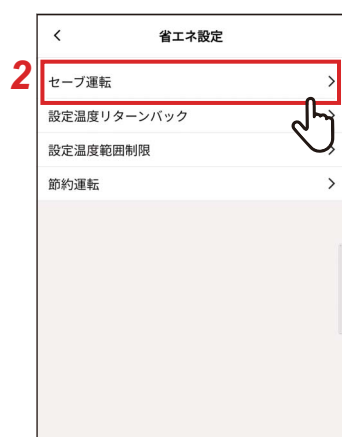 省エネ設定
2
セーブ運転
設定温度リターンバック
設定温度範囲制限
節約運転